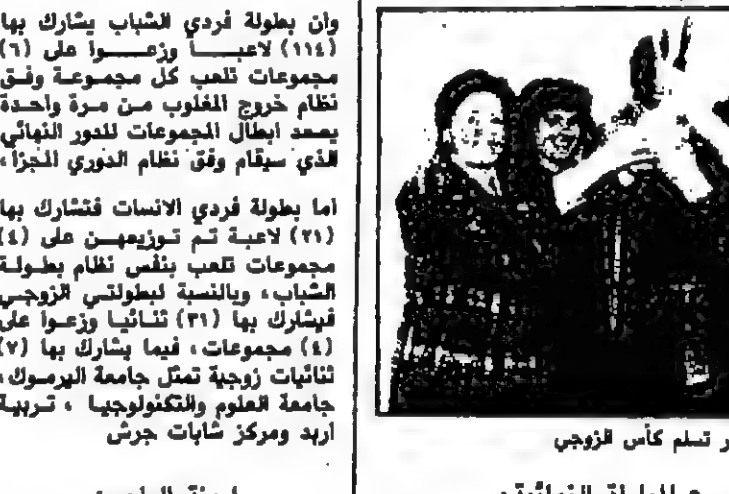 وان بطولة فردي الشباب يشارك بها
(١١٤) لاعبا وزعوا على (٦)
مجموعات تلعب كل مجموعة وفق
نظام خروج المغلوب من مرة واحدة
يصعد ابطال المجموعات للدور النهائي
الذي سيقام وفق نظام الدوري المجزأ،
أما بطولة فردي الانسات فتشارك بها
(٢١) لاعبة تم توزيعهن على (٤)
مجموعات تلعب بنفس نظام بطولة
الشباب، وبالنسبة لبطولتي الزوجي
فيشارك بها (٣١) ثنائيا وزعوا على
(٤) مجموعات، فيما يشارك بها (٧)
ثنائيات زوجية تمثل جامعة اليرموك،
جامعة العلوم والتكنولوجيا ، تربية
أربد ومركز شابات جرش
تسلم كأس الزوجي